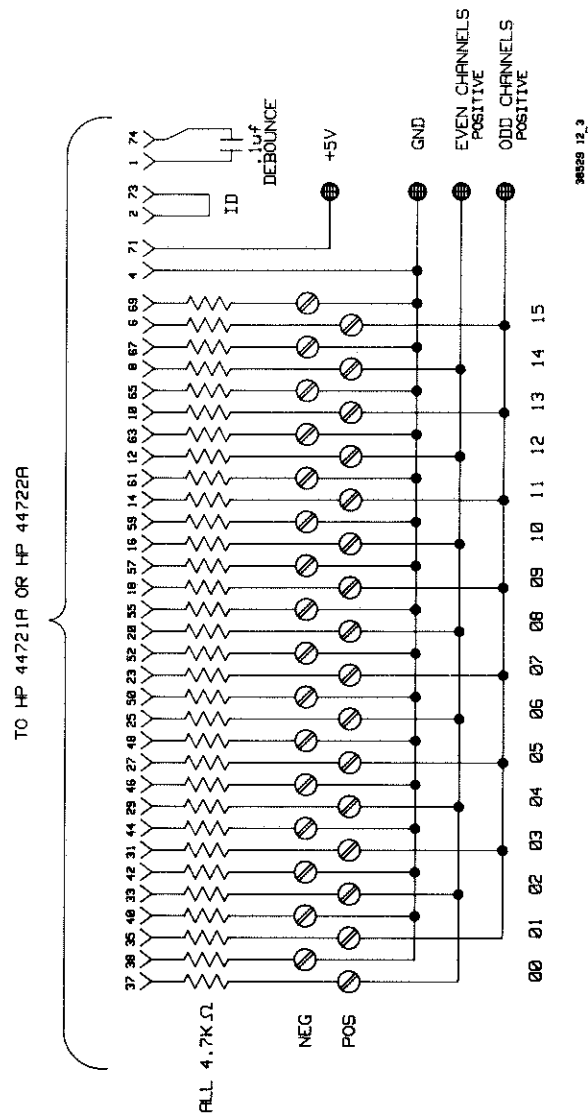 TO HP 44721A OR HP 44722A
37 38 35 40 33 42 31 44 29 46 27 48 25 50 23 52 20 55 18 57 16 59 14 61 12 63 10 65 8 67 6 69 4 71 2 73 1 74
ALL 4.7KΩ
ID
.1uf
DEBOUNCE
NEG
+5V
POS
GND
EVEN CHANNELS
POSITIVE
ODD CHANNELS
POSITIVE
00 01 02 03 04 05 06 07 08 09 10 11 12 13 14 15
38529 12_3